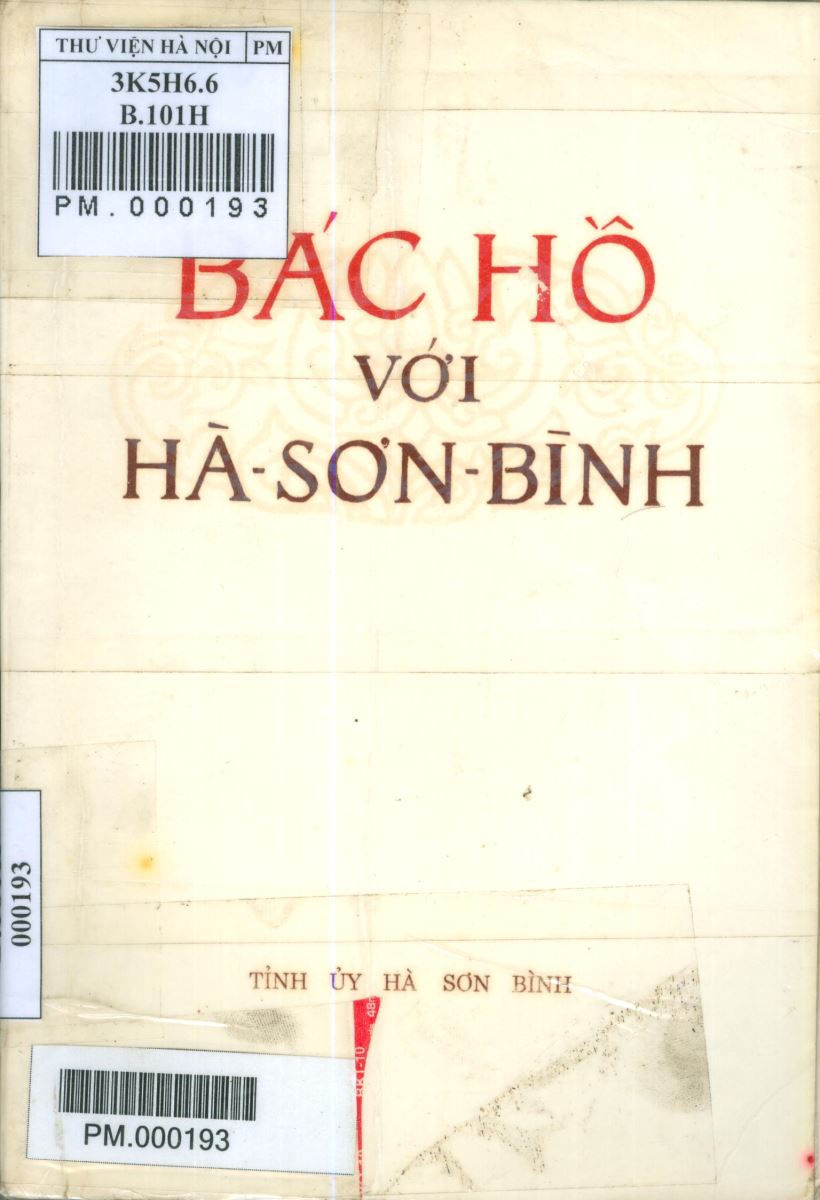 THƯ VIỆN HÀ NỘI PM
3K5H6.6
B.101H
PM.000193
BÁC HỒ
VỚI
HÀ-SƠN-BÌNH
000193
TỈNH ỦY HÀ SƠN BÌNH
PM.000193